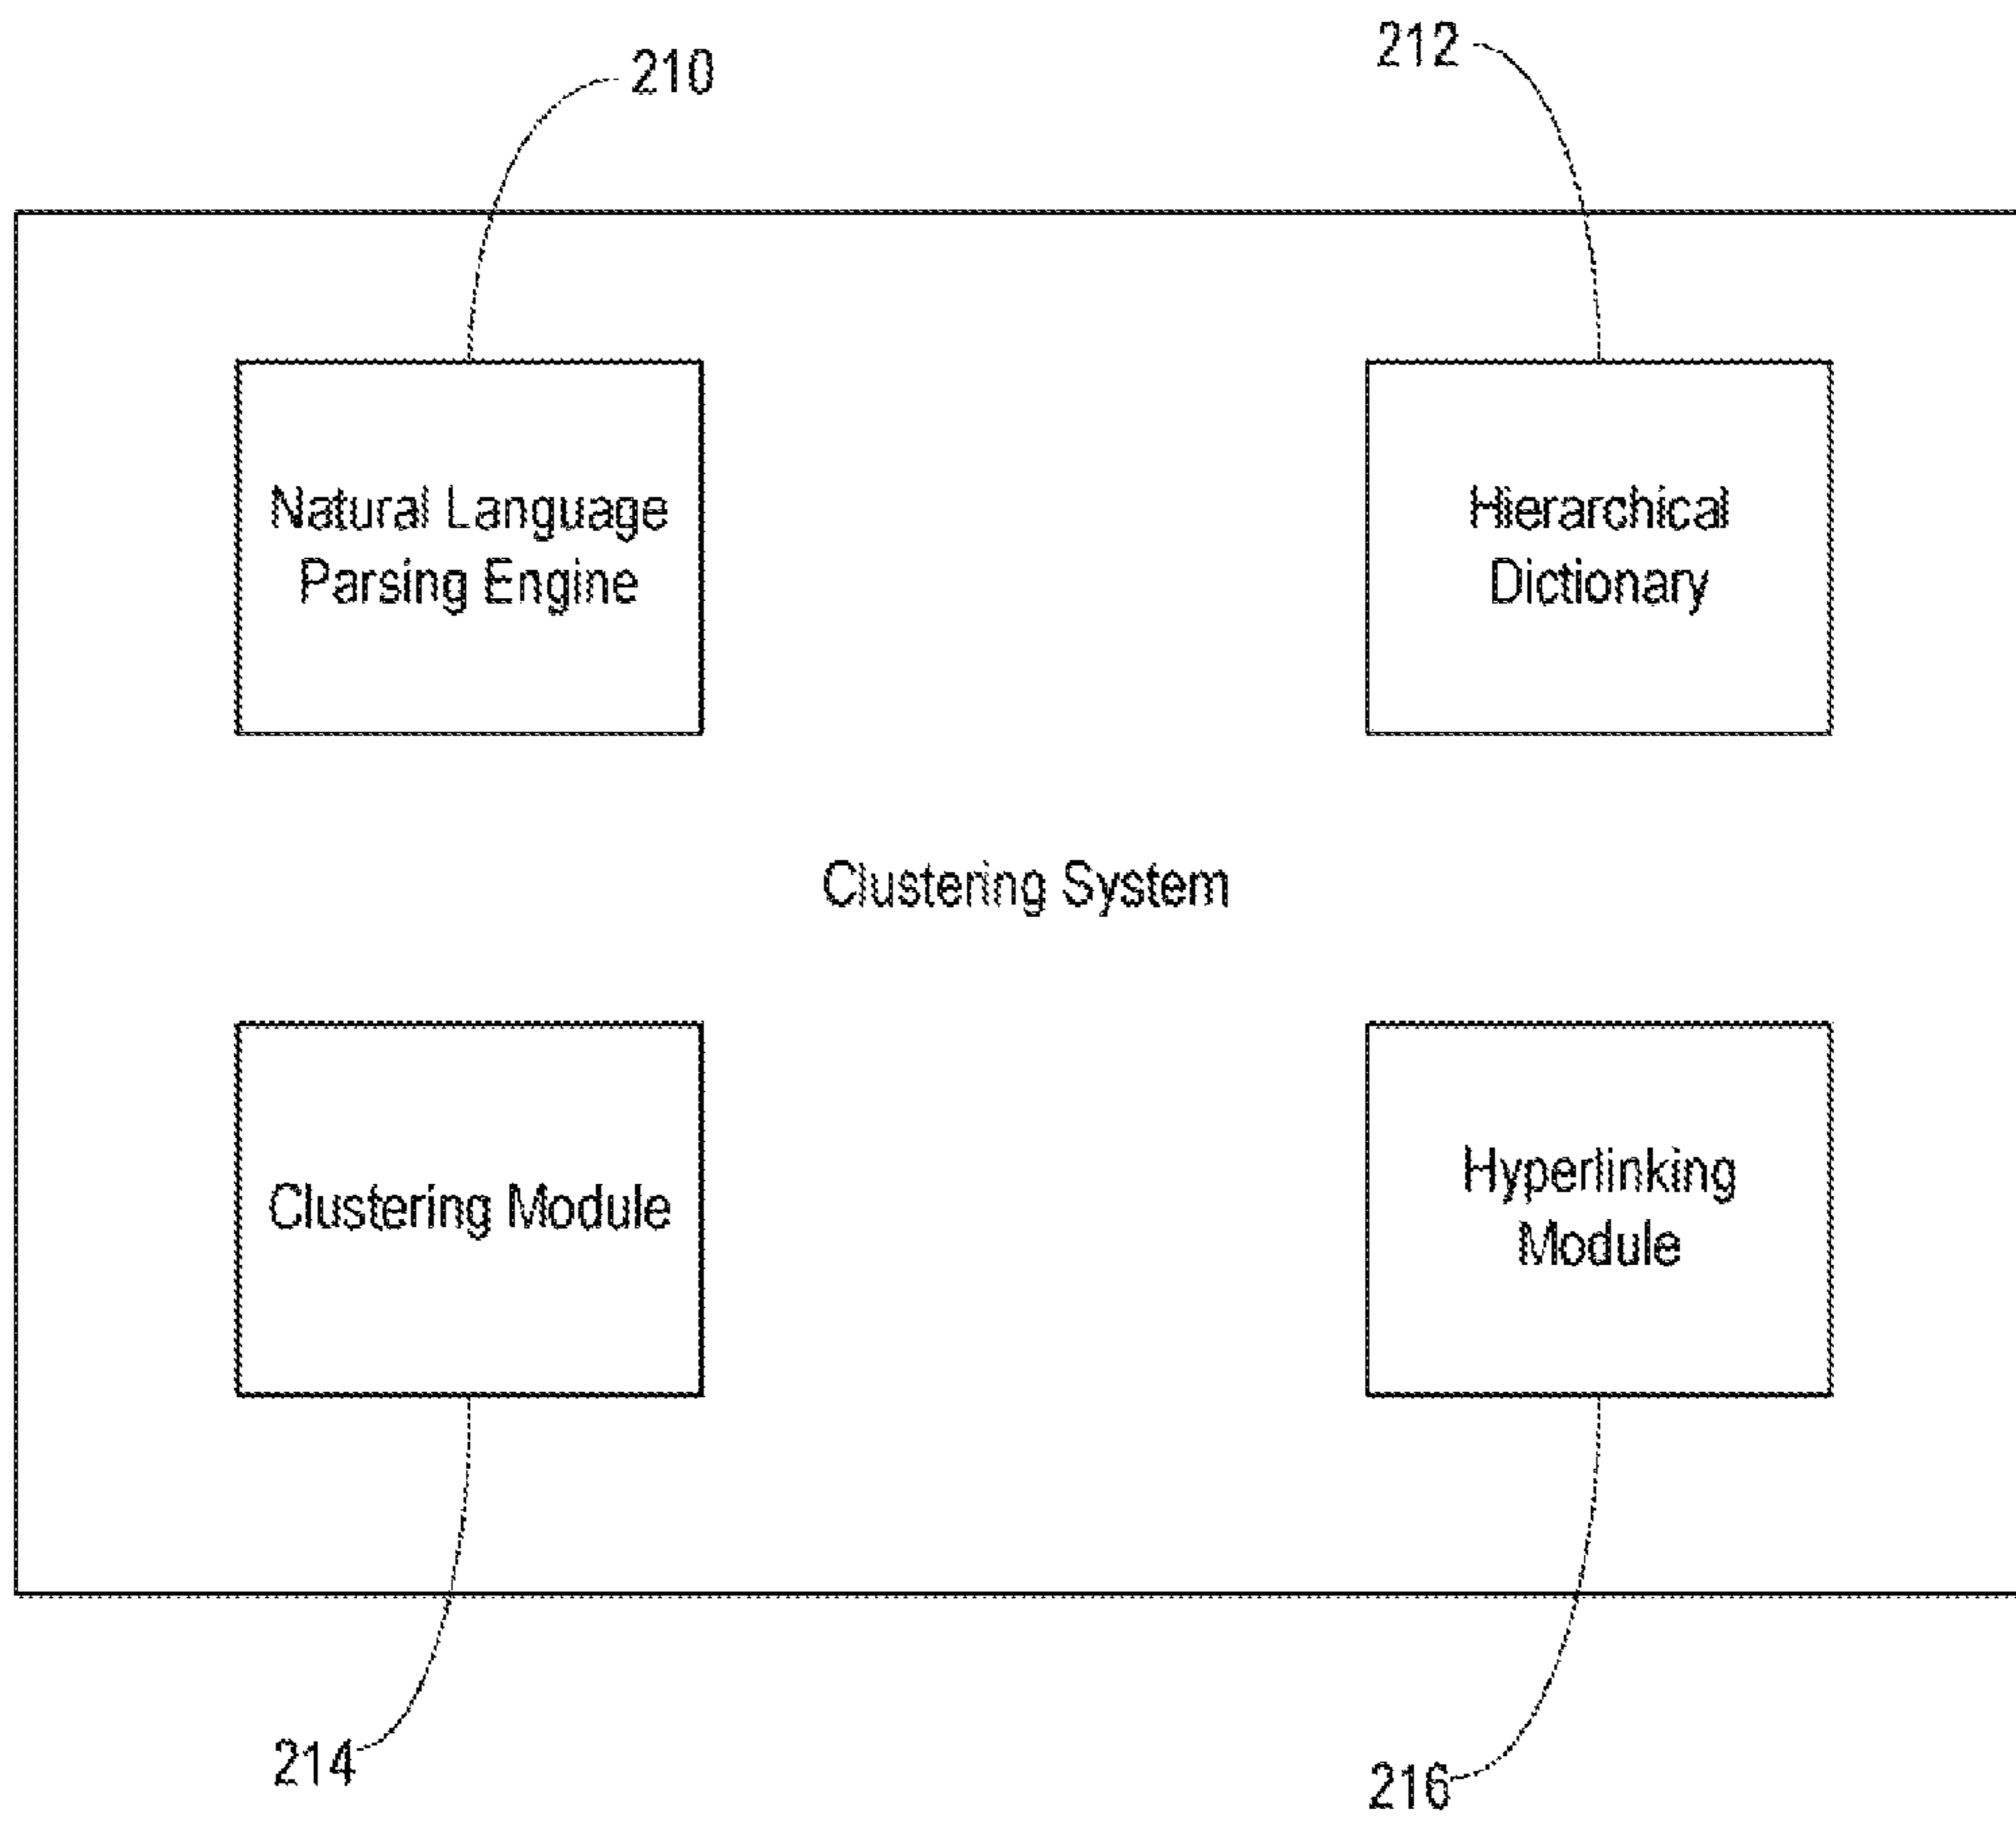 210
212
Natural Language
Parsing Engine
Hierarchical
Dictionary
Clustering System
Clustering Module
Hyperlinking
Module
214
216